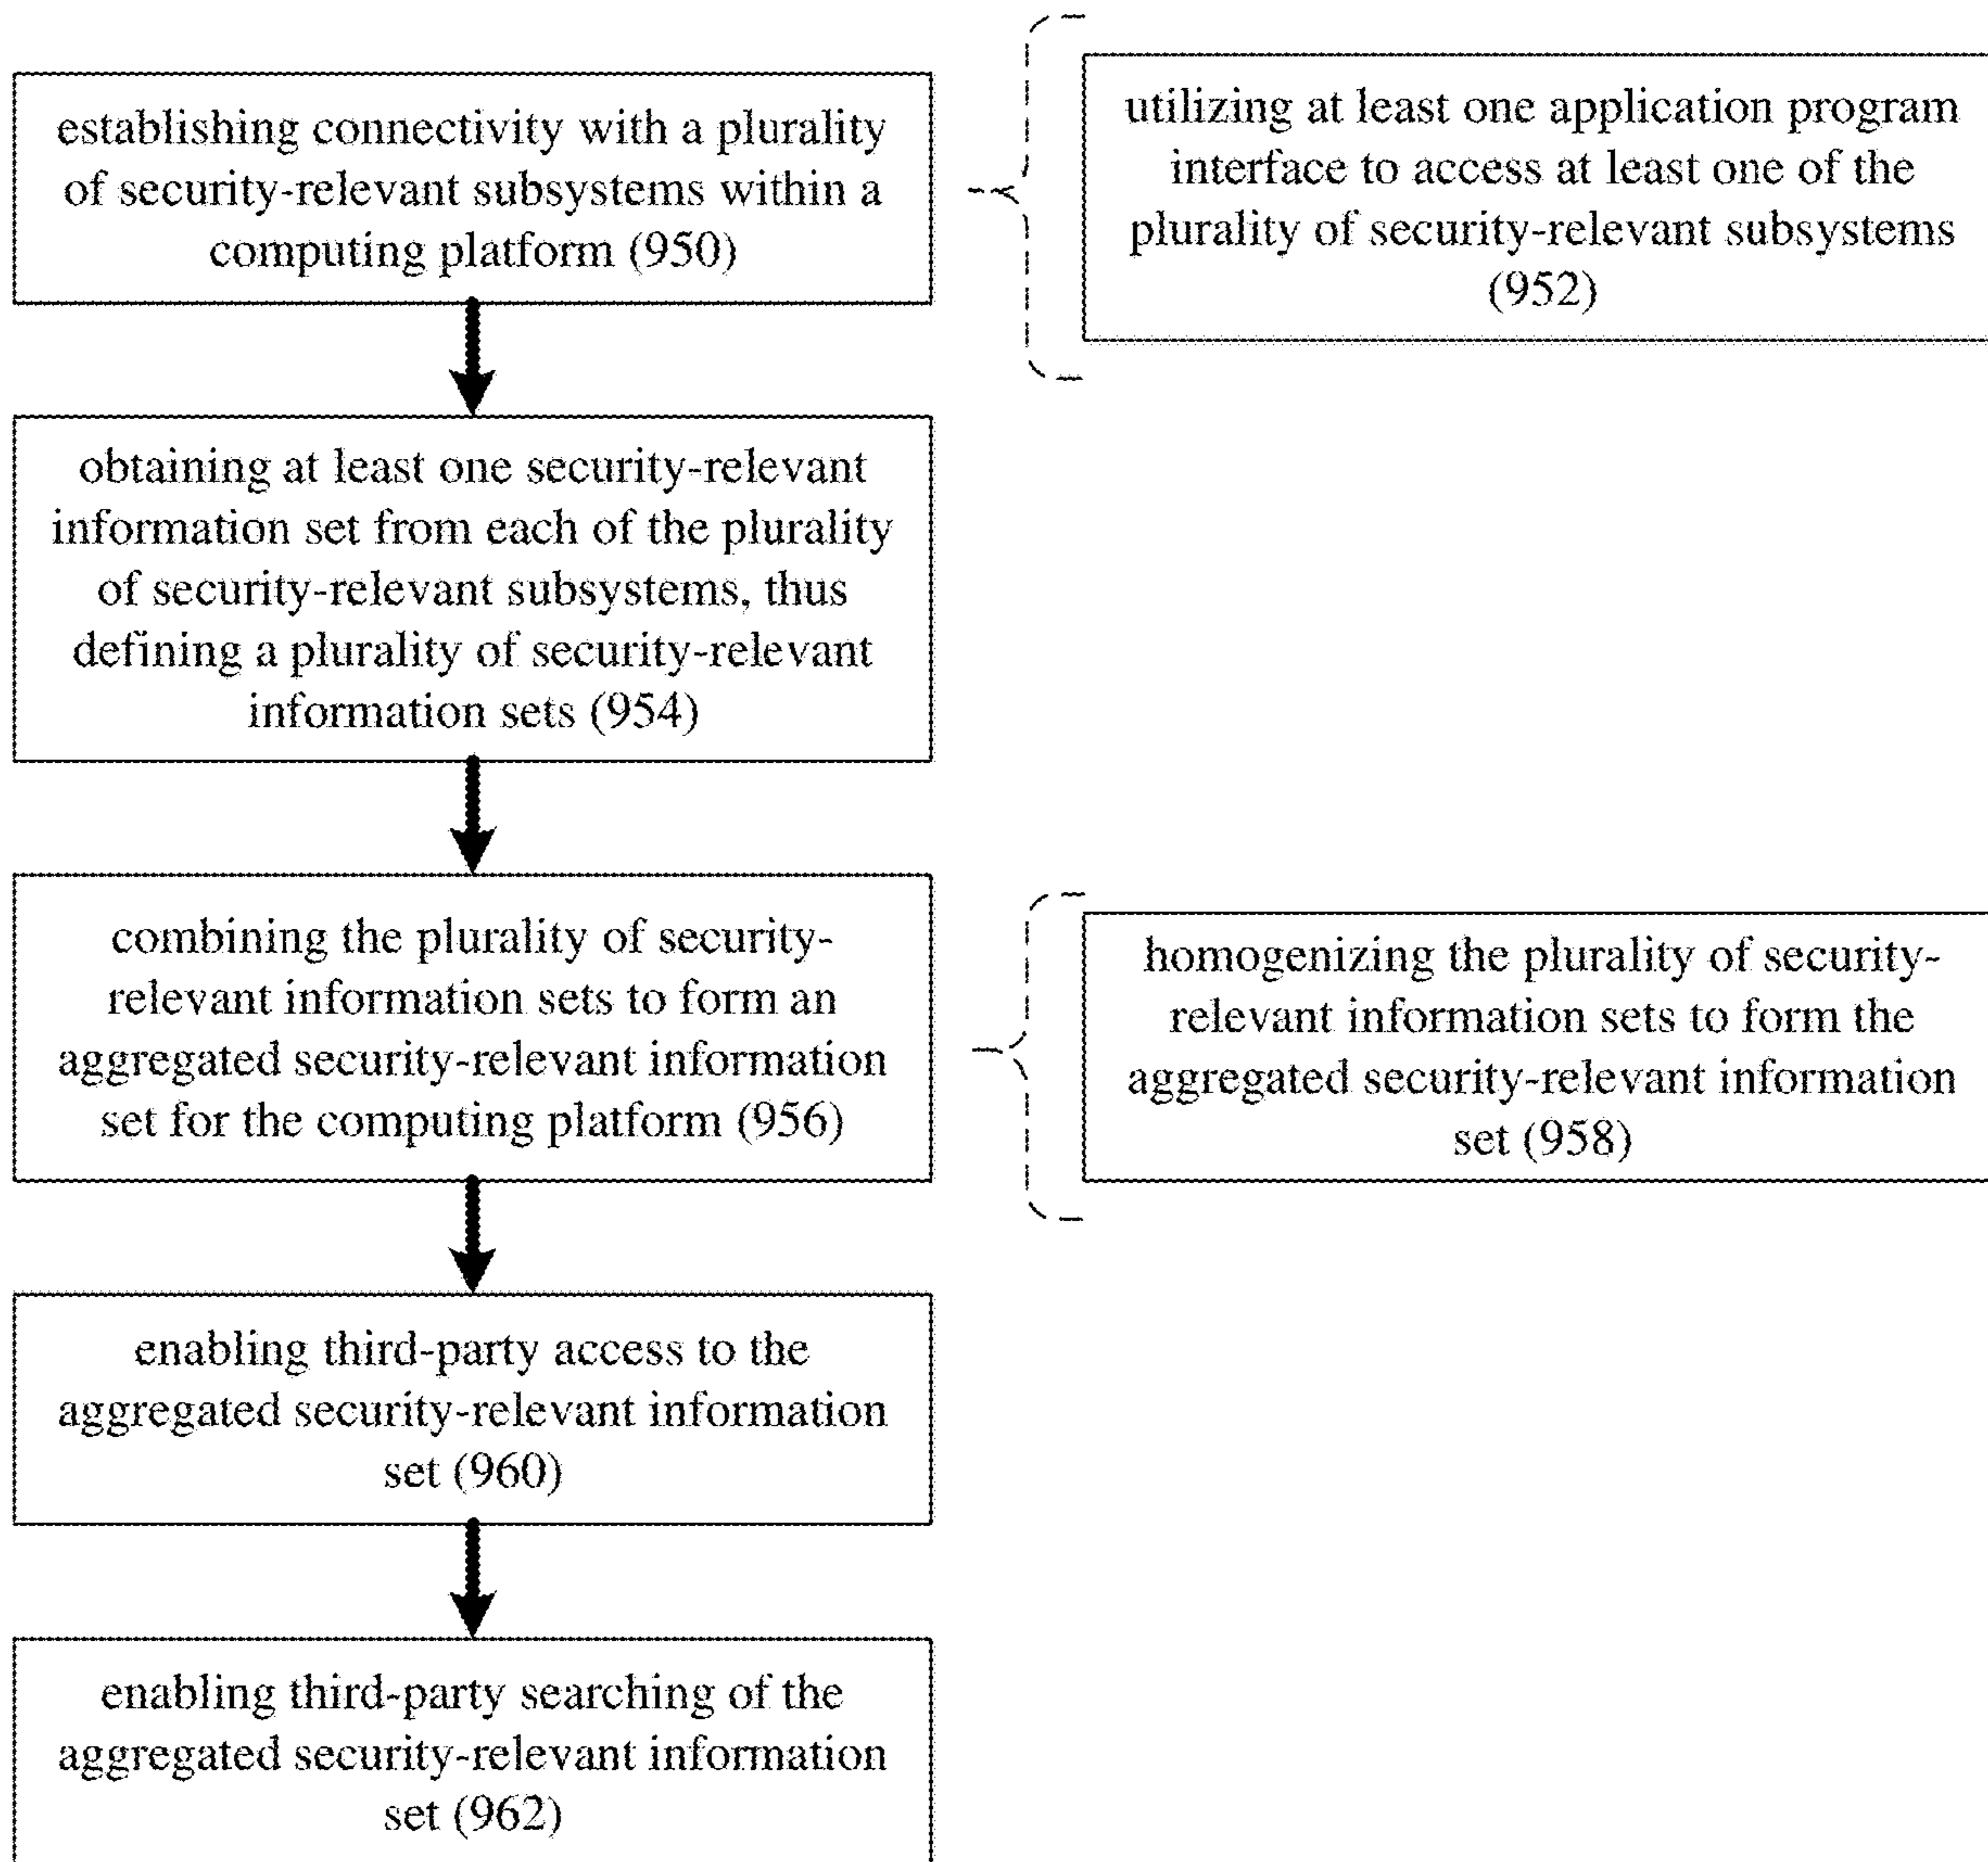 establishing connectivity with a plurality
of security-relevant subsystems within a
computing platform (950)
utilizing at least one application program
interface to access at least one of the
plurality of security-relevant subsystems
(952)
obtaining at least one security-relevant
information set from each of the plurality
of security-relevant subsystems, thus
defining a plurality of security-relevant
information sets (954)
combining the plurality of security-
relevant information sets to form an
aggregated security-relevant information
set for the computing platform (956)
homogenizing the plurality of security-
relevant information sets to form the
aggregated security-relevant information
set (958)
enabling third-party access to the
aggregated security-relevant information
set (960)
enabling third-party searching of the
aggregated security-relevant information
set (962)